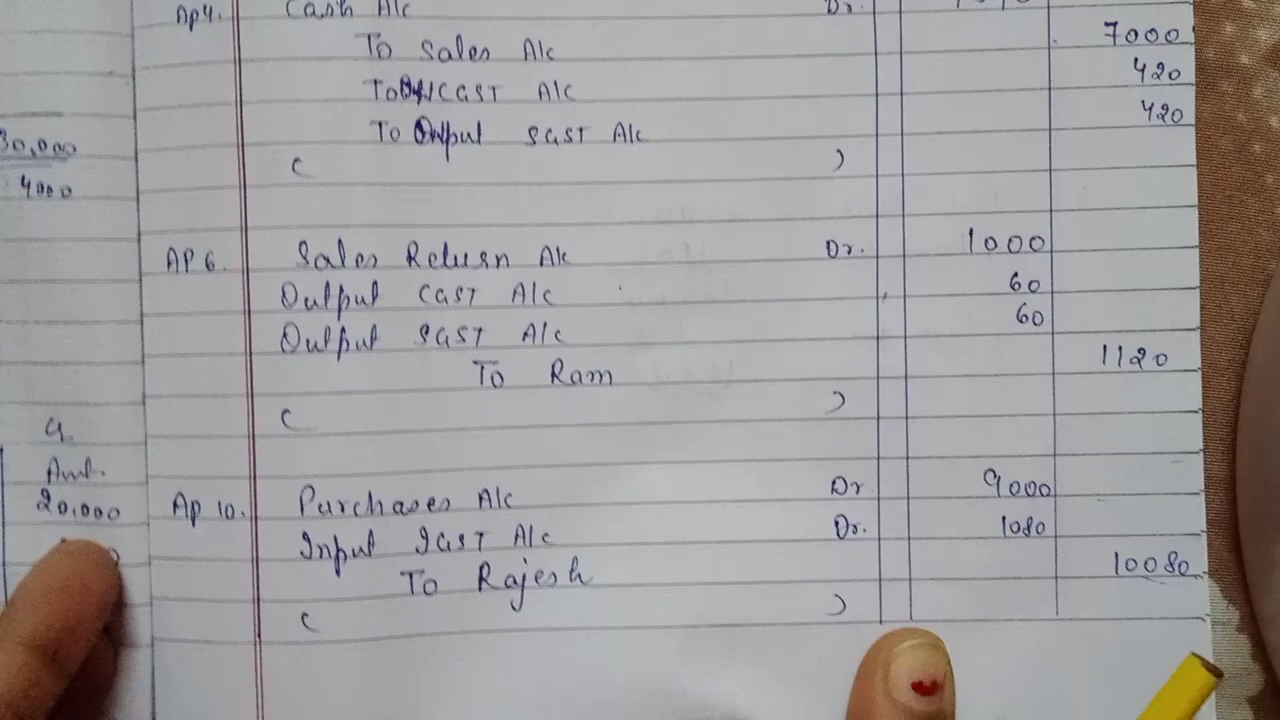 Ap 4. Cash A/c Dr.
To Sales A/c 7000
To CGST A/c 420
To Output SGST A/c 420
( )
30,000
4000
AP 6. Sales Return A/c Dr. 1000
Output CGST A/c 60
Output SGST A/c 60
To Ram 1120
( )
Amt.
20,000
Ap 10. Purchases A/c Dr 9000
Input IGST A/c Dr. 1080
To Rajesh 10080
( )